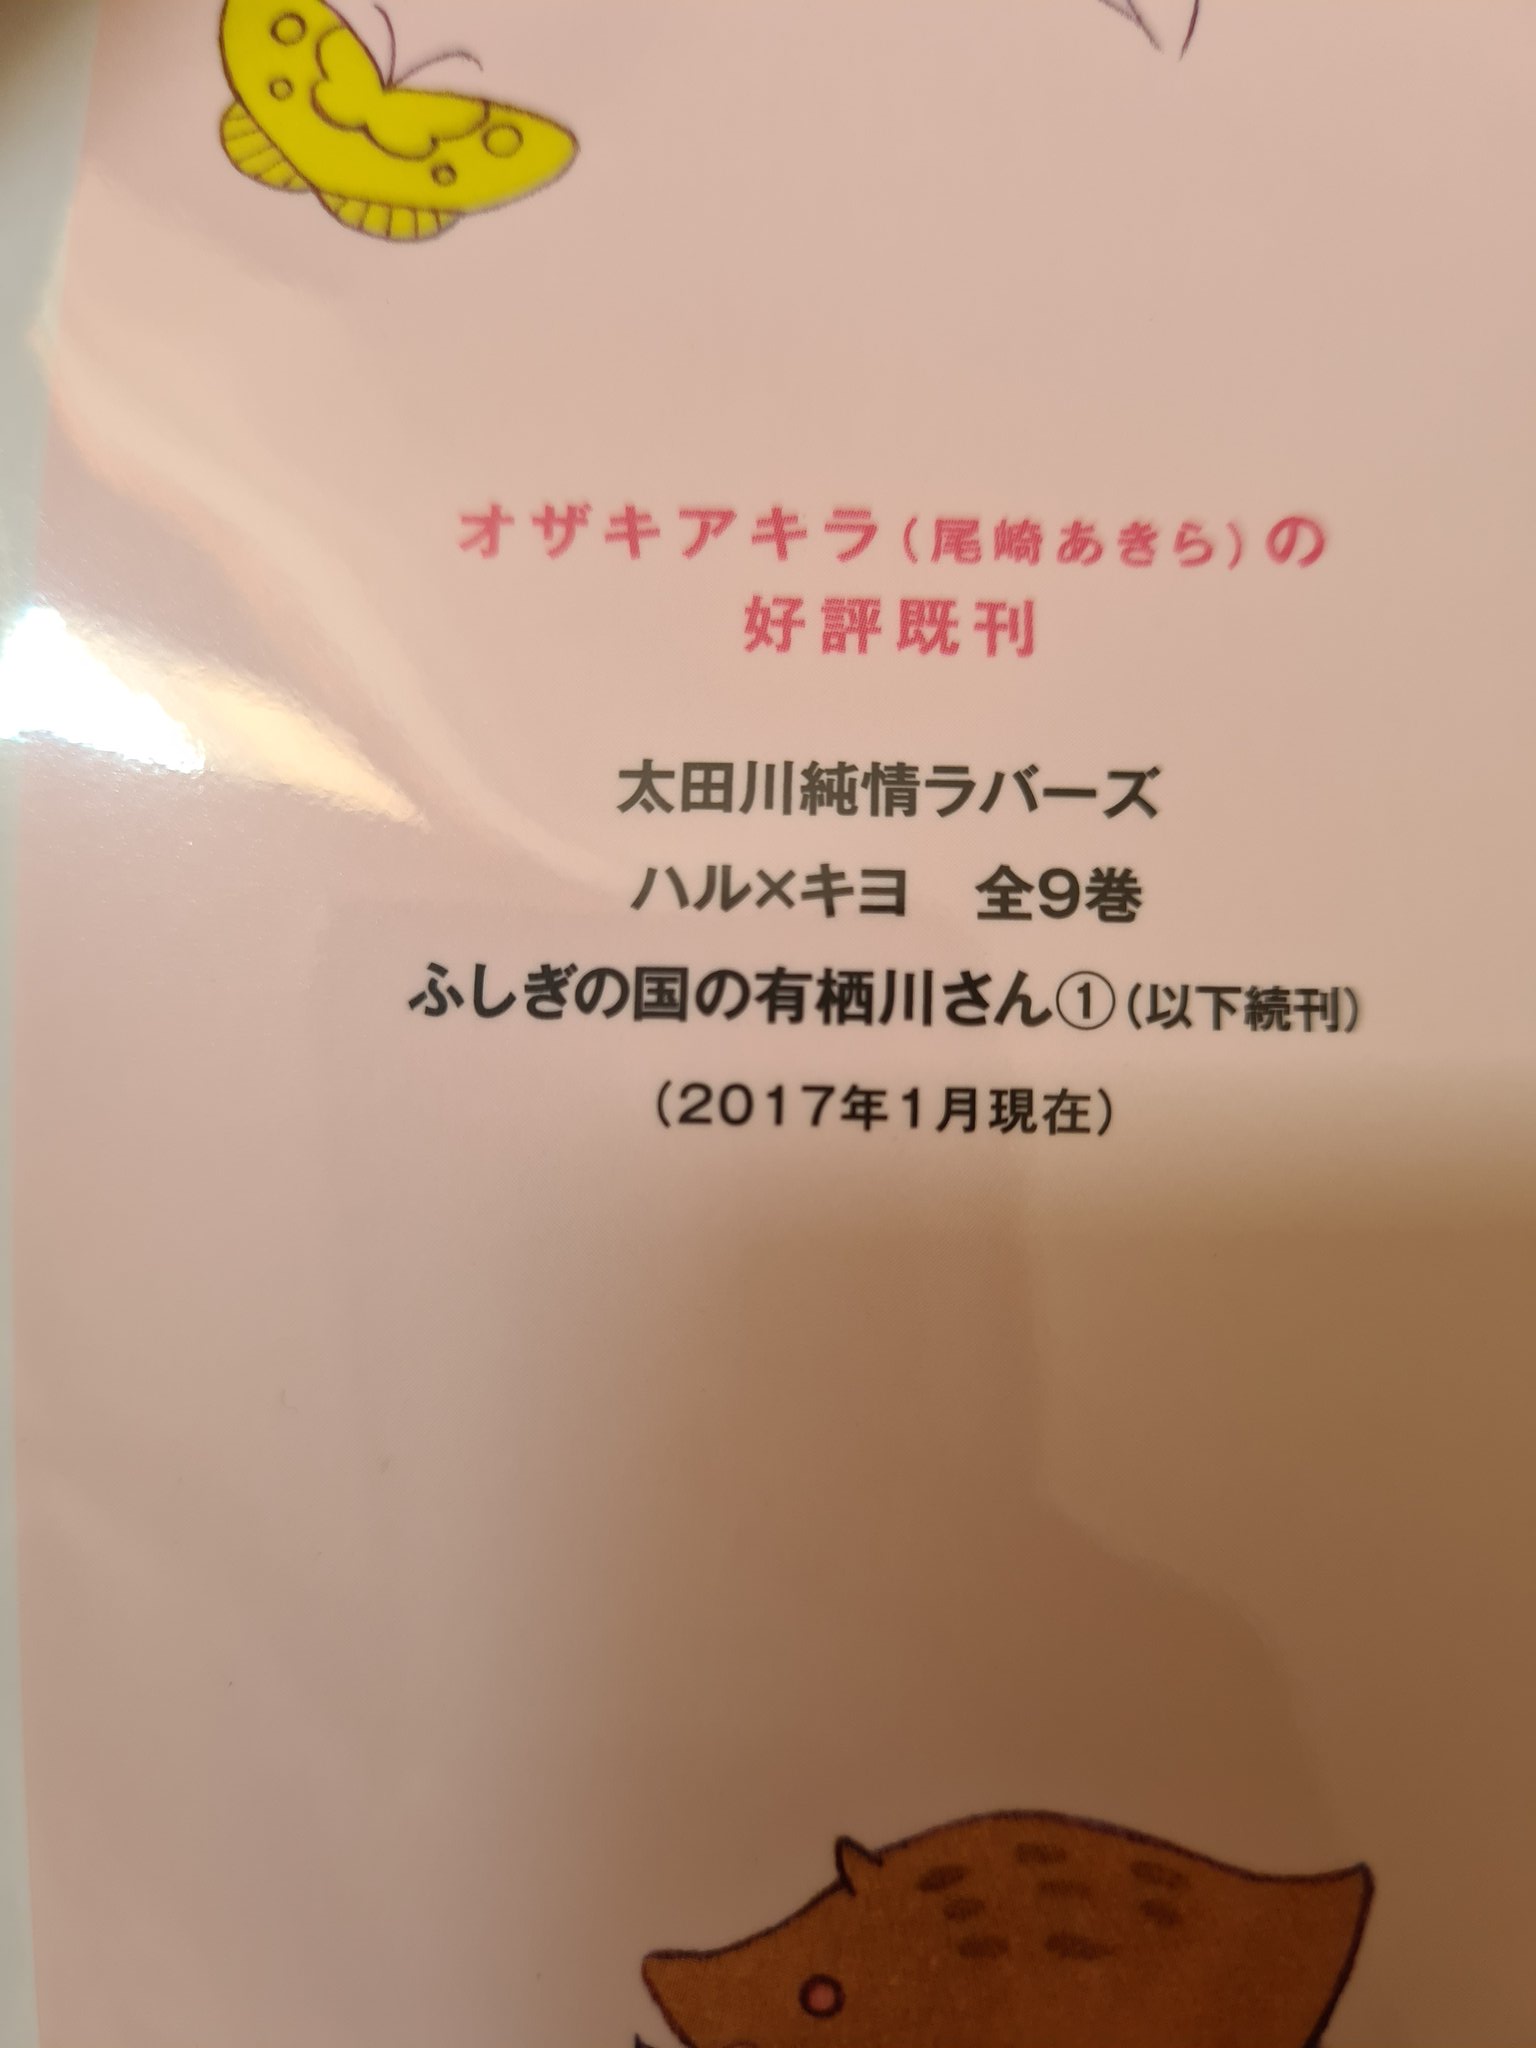 オザキアキラ(尾崎あきら)の
好評既刊
太田川純情ラバーズ
ハル×キヨ　全9巻
ふしぎの国の有栖川さん①(以下続刊)
(2017年1月現在)